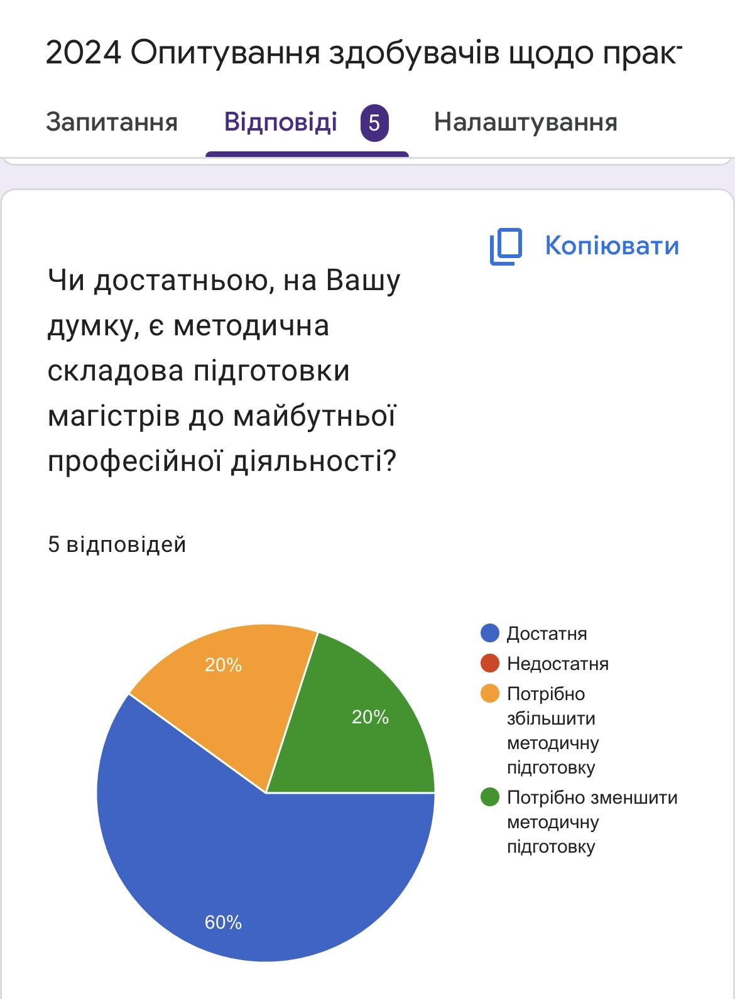 2024 Опитування здобувачів щодо
Запитання
Відповіді
5
Налаштування
Копіювати
Чи достатньою, на Вашу
думку, є методична
складова підготовки
магістрів до майбутньої
професійної діяльності?
5 відповідей
20%
20%
60%
Достатня
Недостатня
Потрібно
збільшити
методичну
підготовку
Потрібно зменшити
методичну
підготовку